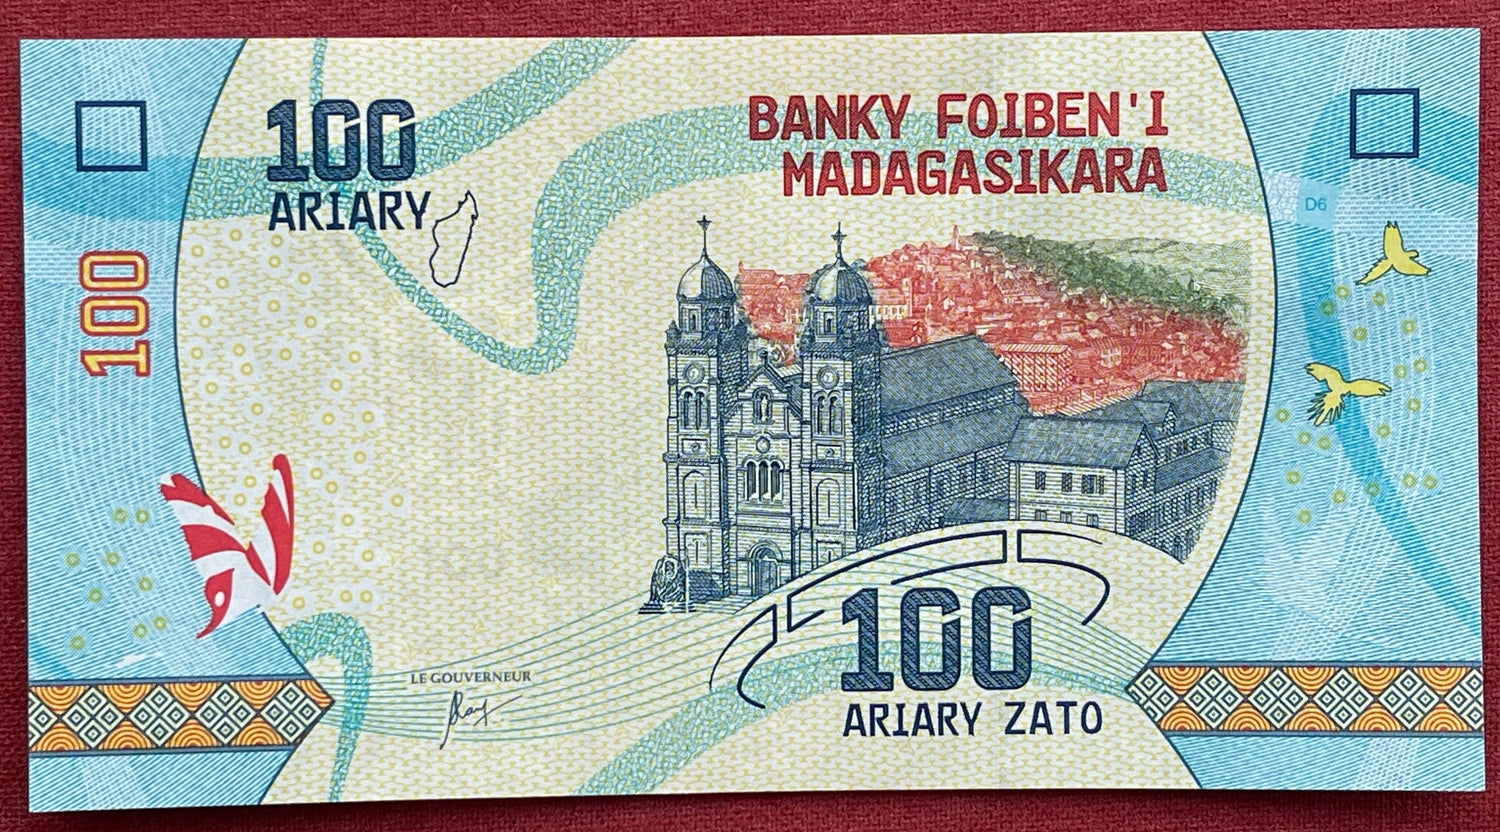 100
ARIARY
BANKY FOIBEN'I
MADAGASIKARA
D6
100
LE GOUVERNEUR
100
ARIARY ZATO